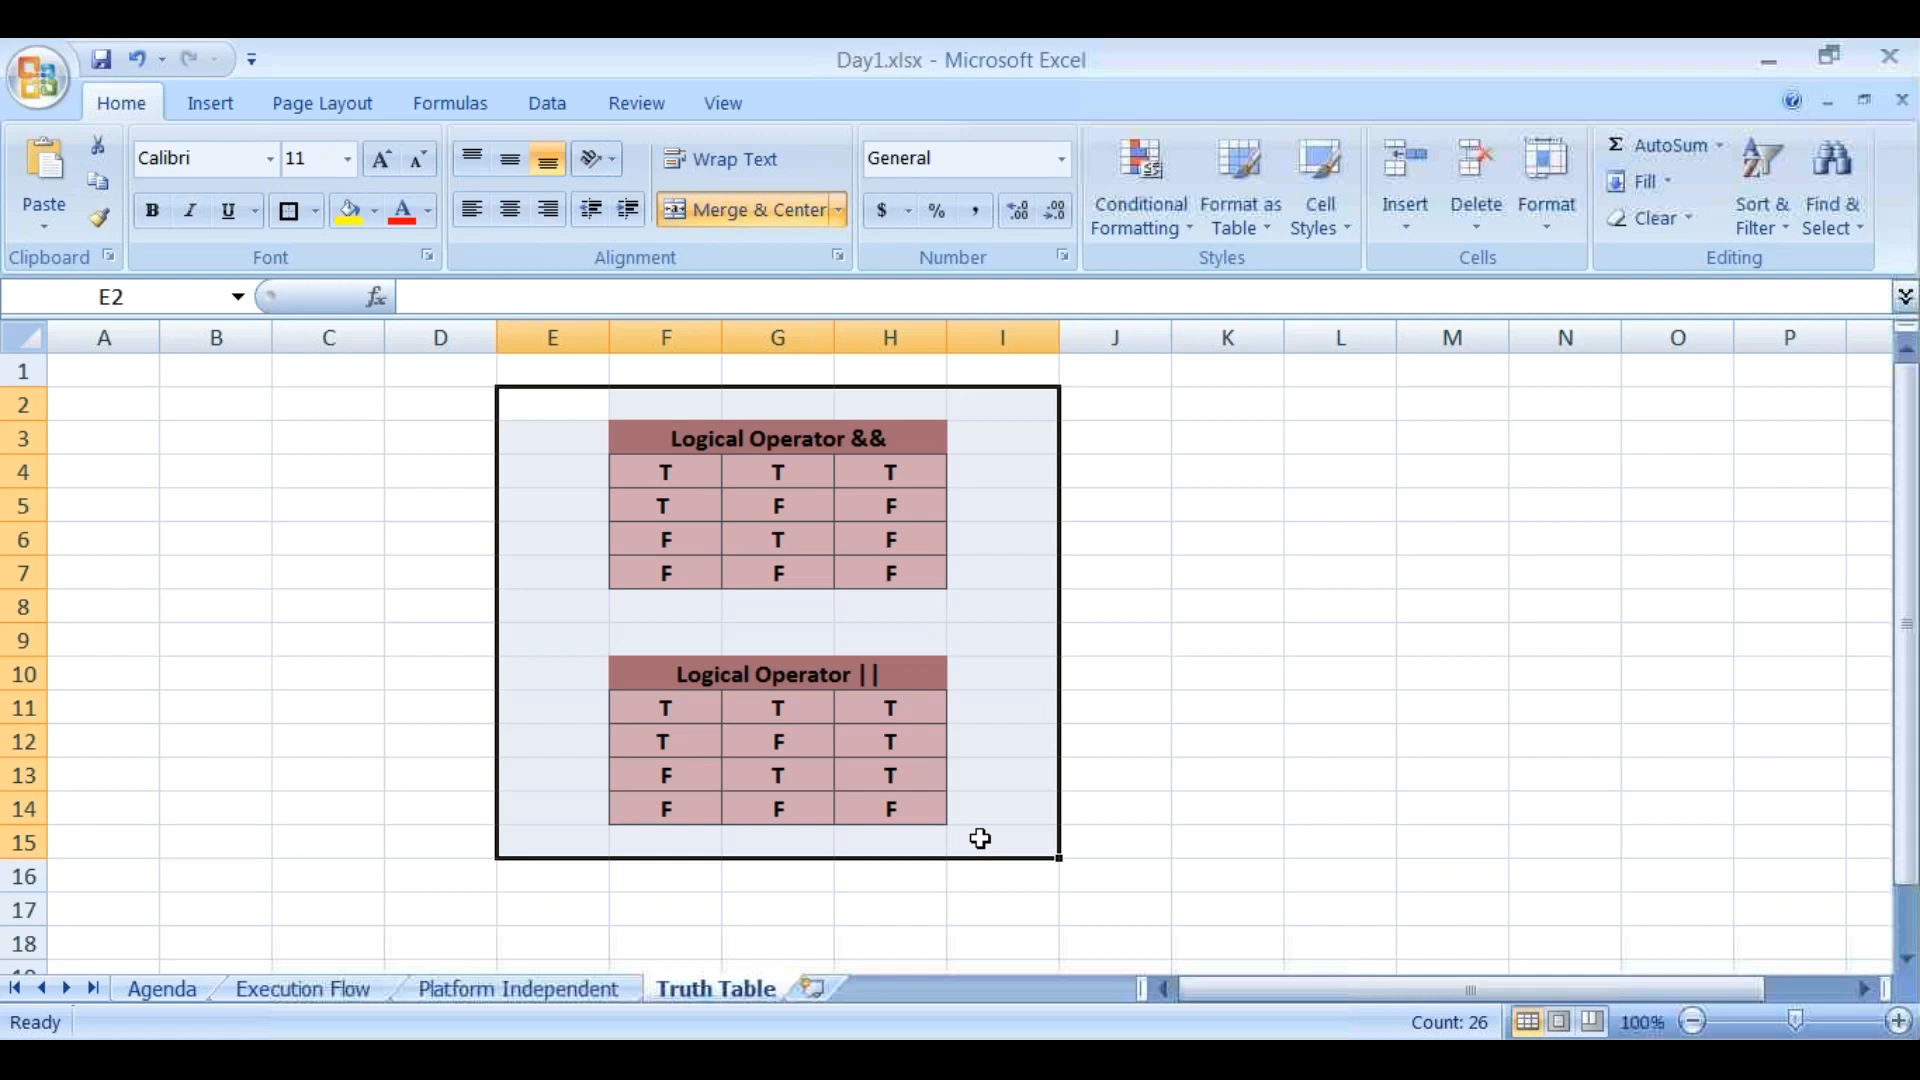 Day1.xlsx - Microsoft Excel
Home Insert Page Layout Formulas Data Review View
Calibri 11 Wrap Text General AutoSum
Paste Fill
B I U Merge & Center $ % , Conditional Formatting Format as Table Cell Styles Insert Delete Format Clear Sort & Filter Find & Select
Clipboard Font Alignment Number Styles Cells Editing
E2 fx
A B C D E F G H I J K L M N O P
1
2
3 Logical Operator &&
4 T T T
5 T F F
6 F T F
7 F F F
8
9
10 Logical Operator ||
11 T T T
12 T F T
13 F T T
14 F F F
15
16
17
18
Agenda Execution Flow Platform Independent Truth Table
Ready Count: 26 100%